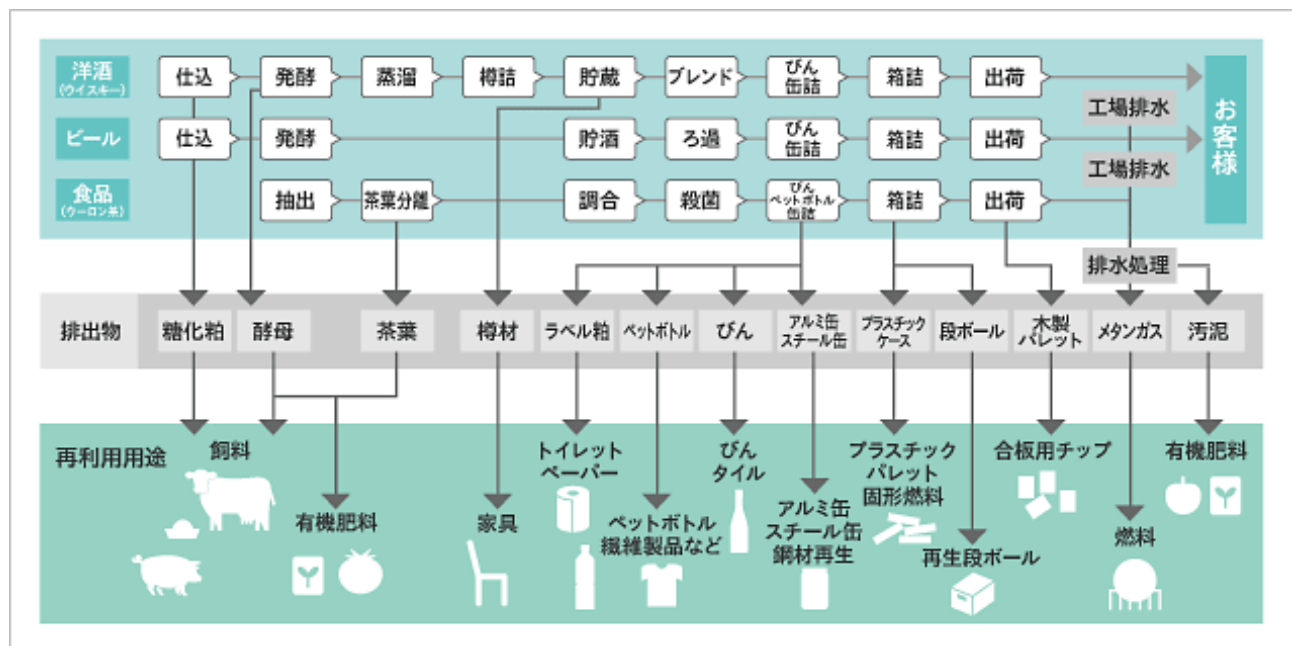 洋酒
(ウイスキー)
仕込
発酵
蒸溜
樽詰
貯蔵
ブレンド
びん
缶詰
箱詰
出荷
工場排水
お客様
ビール
仕込
発酵
貯酒
ろ過
びん
缶詰
箱詰
出荷
工場排水
食品
(ウーロン茶)
抽出
茶葉分離
調合
殺菌
びん
ペットボトル
缶詰
箱詰
出荷
排水処理
排出物
糖化粕
酵母
茶葉
樽材
ラベル粕
ペットボトル
びん
アルミ缶
スチール缶
プラスチック
ケース
段ボール
木製
パレット
メタンガス
汚泥
再利用用途
飼料
有機肥料
家具
トイレット
ペーパー
ペットボトル
繊維製品など
びん
タイル
アルミ缶
スチール缶
鋼材再生
プラスチック
パレット
固形燃料
再生段ボール
合板用チップ
燃料
有機肥料